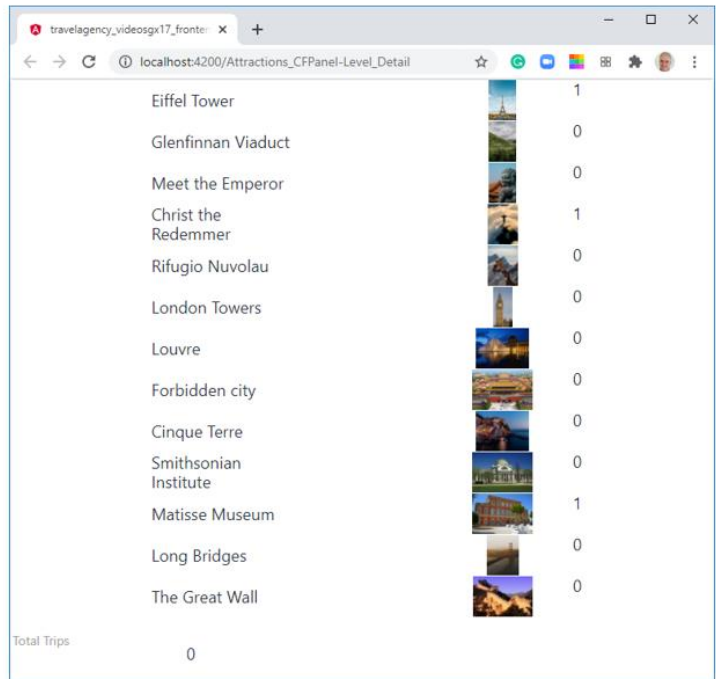 travelagency_videosgx17_fronter
localhost:4200/Attractions_CFPanel-Level_Detail
Eiffel Tower 1
Glenfinnan Viaduct 0
Meet the Emperor 0
Christ the
Redemmer 1
Rifugio Nuvolau 0
London Towers 0
Louvre 0
Forbidden city 0
Cinque Terre 0
Smithsonian
Institute 0
Matisse Museum 1
Long Bridges 0
The Great Wall 0
Total Trips
0